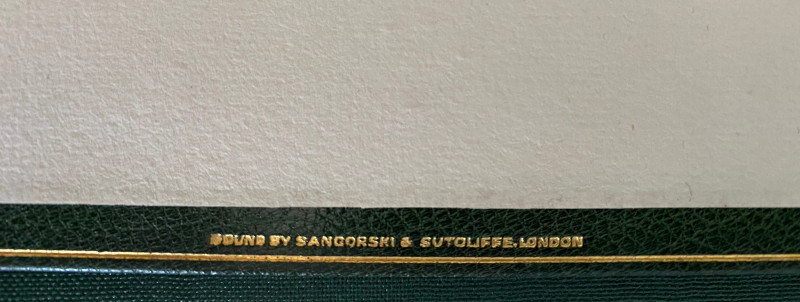 BOUND BY SANGORSKI & SUTCLIFFE, LONDON